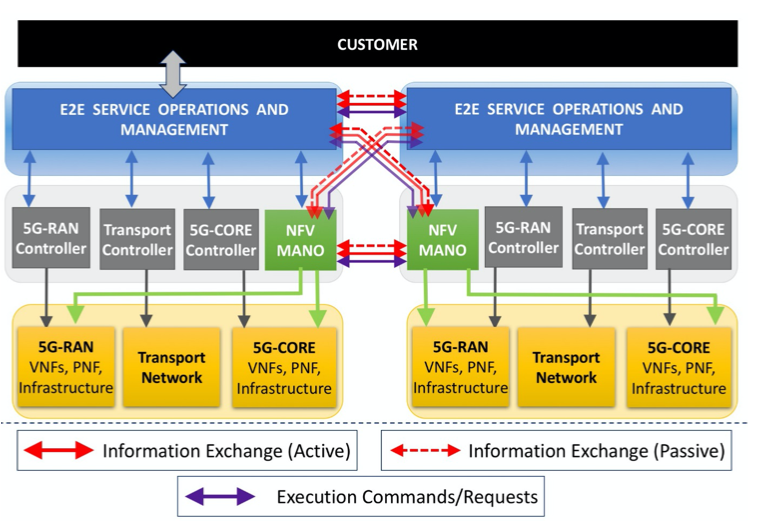 CUSTOMER
E2E SERVICE OPERATIONS AND
MANAGEMENT
E2E SERVICE OPERATIONS AND
MANAGEMENT
5G-RAN
Controller
Transport
Controller
5G-CORE
Controller
NFV
MANO
NFV
MANO
5G-RAN
Controller
Transport
Controller
5G-CORE
Controller
5G-RAN
VNFs, PNF,
Infrastructure
Transport
Network
5G-CORE
VNFs, PNF,
Infrastructure
5G-RAN
VNFs, PNF,
Infrastructure
Transport
Network
5G-CORE
VNFs, PNF,
Infrastructure
Information Exchange (Active)
Information Exchange (Passive)
Execution Commands/Requests